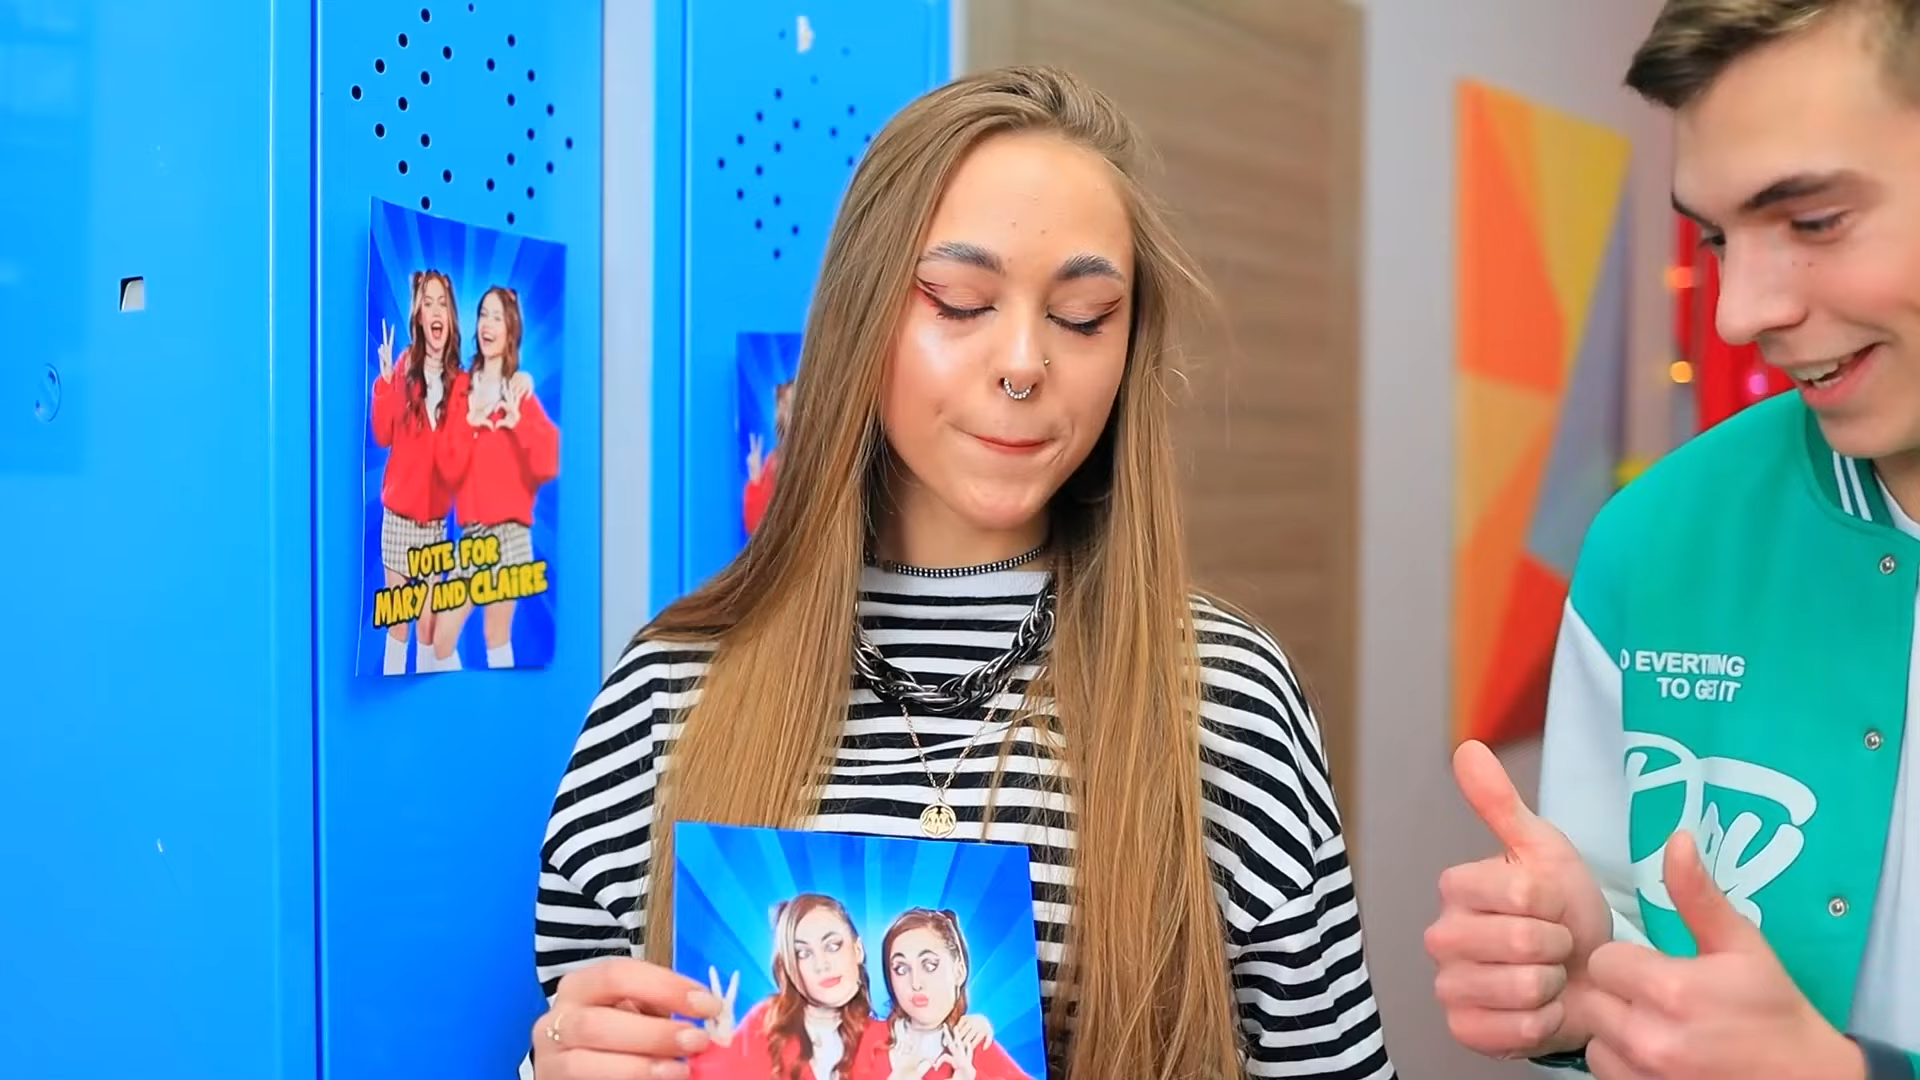 VOTE FOR
MARY AND CLAIRE
EVERTING
TO GET IT